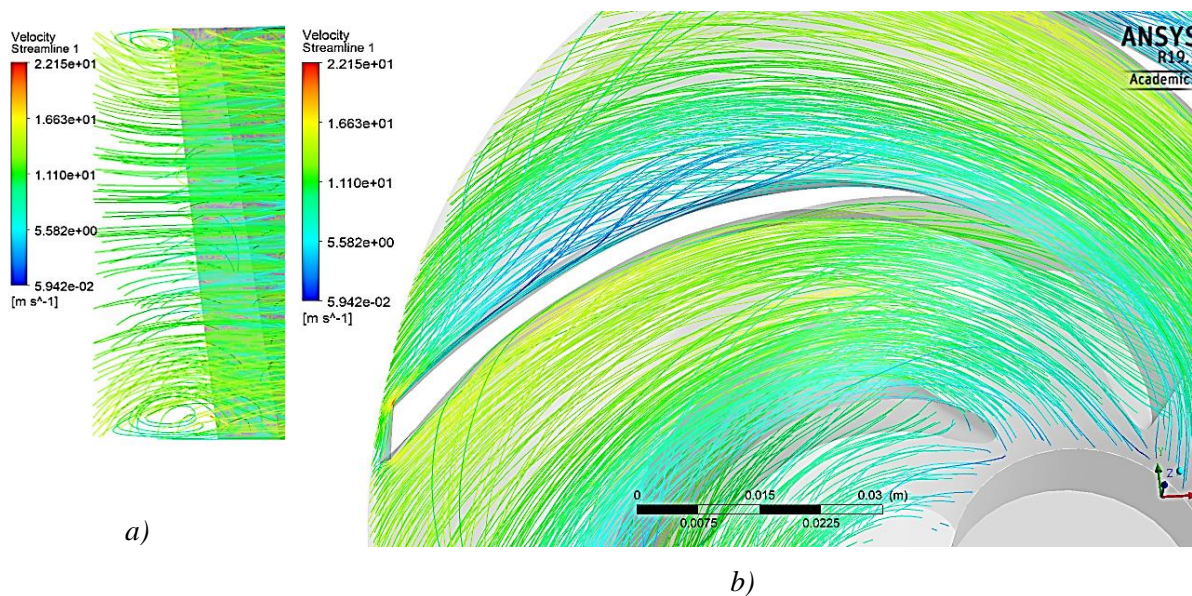 Velocity
Streamline 1
2.215e+01
1.663e+01
1.110e+01
5.582e+00
5.942e-02
[m s^-1]
a)
Velocity
Streamline 1
2.215e+01
1.663e+01
1.110e+01
5.582e+00
5.942e-02
[m s^-1]
ANSYS
R19.
Academic
Y
Z
0 0.015 0.03 (m)
0.0075 0.0225
b)